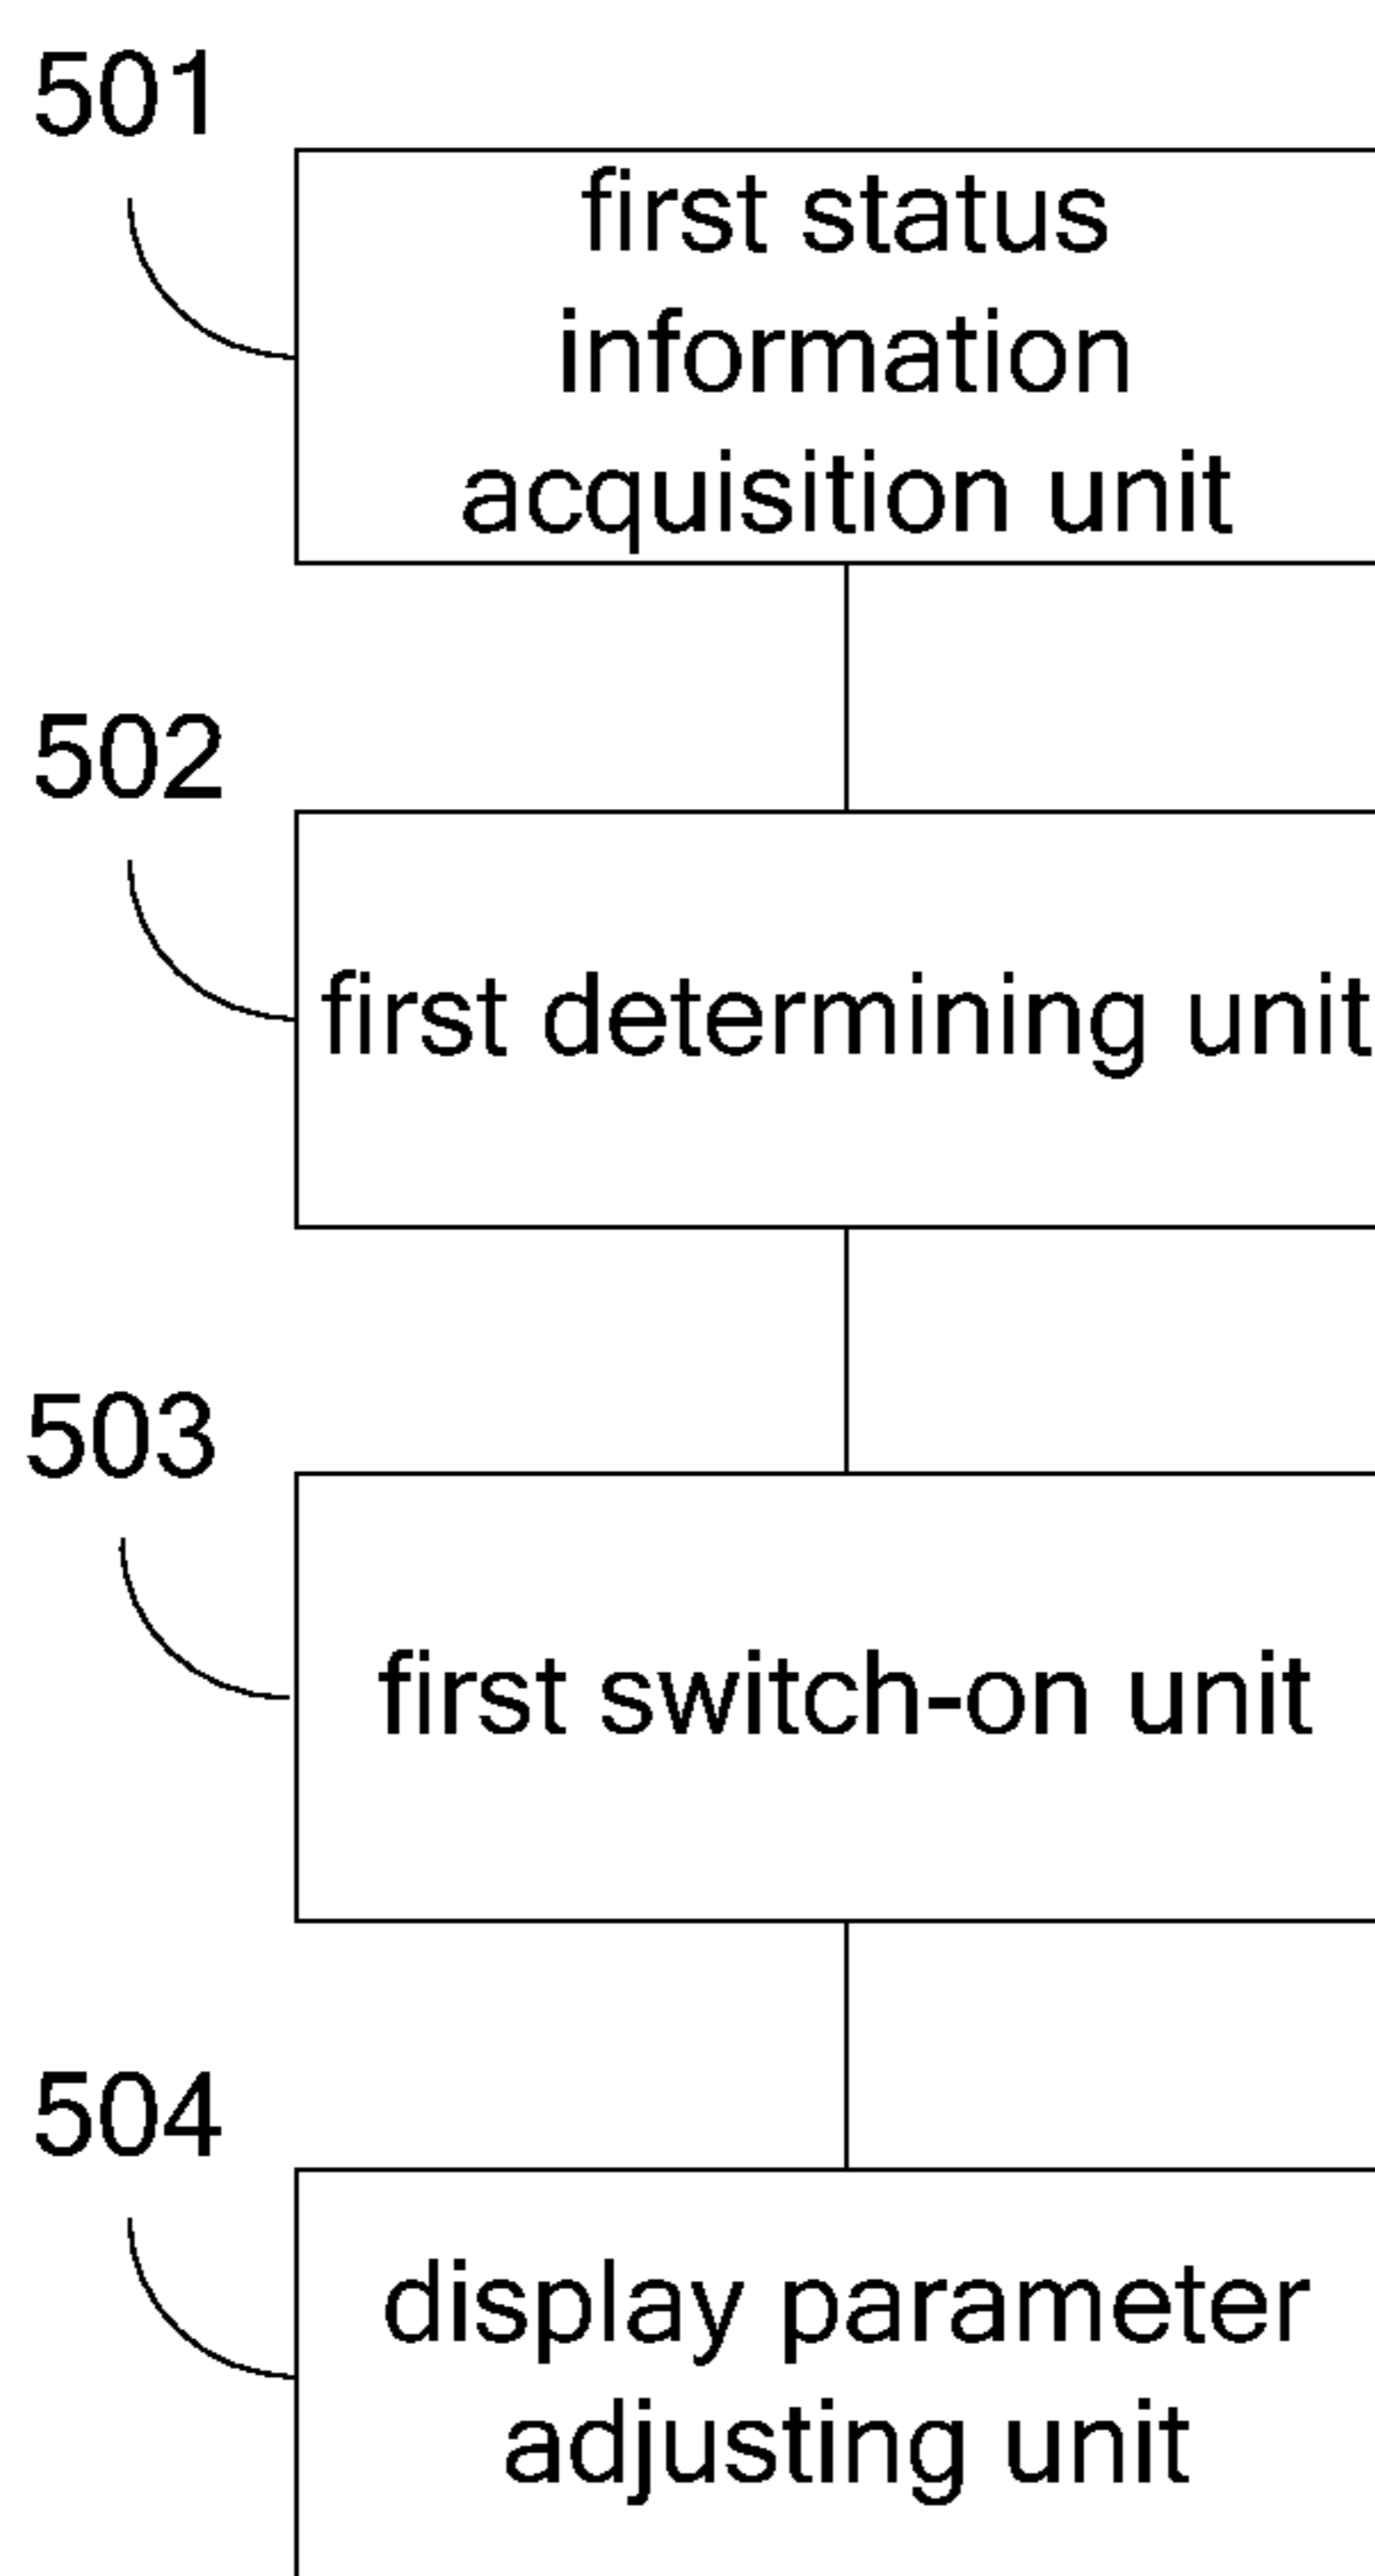 501
first status
information
acquisition unit
502
first determining unit
503
first switch-on unit
504
display parameter
adjusting unit